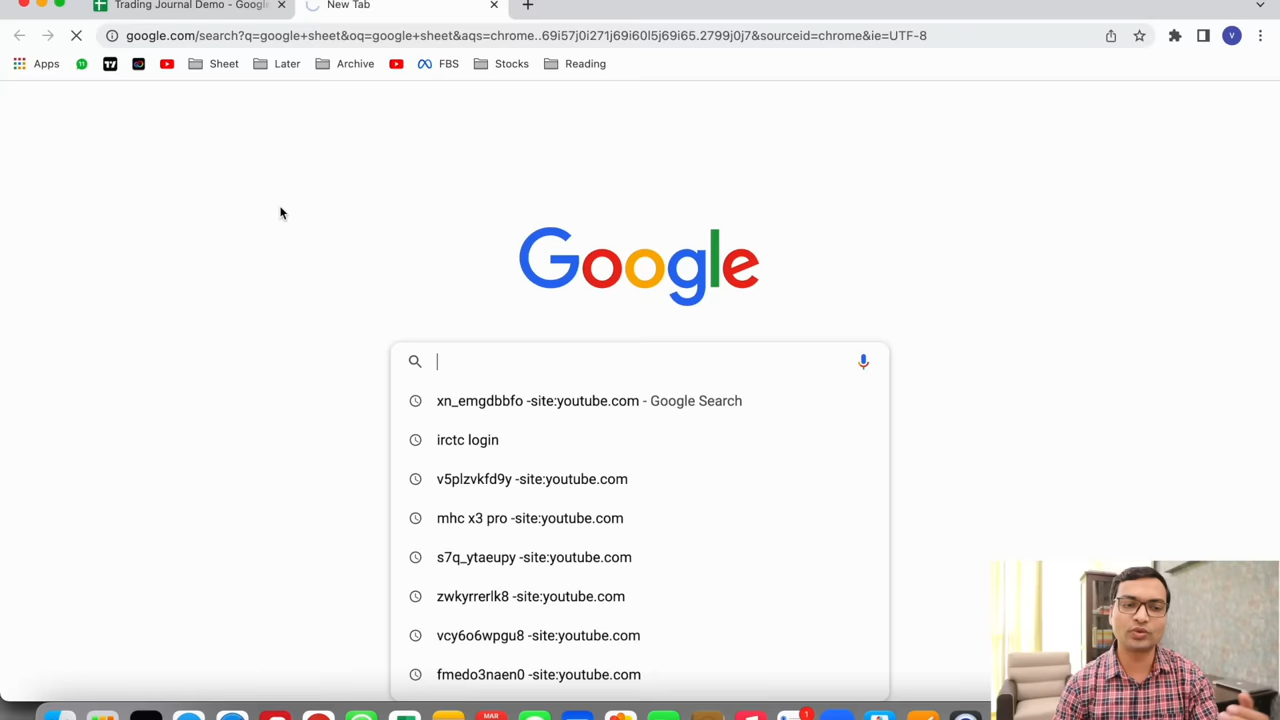 Trading Journal Demo - Google
New Tab
google.com/search?q=google+sheet&oq=google+sheet&aqs=chrome..69i57j0i271j69i60l5j69i65.2799j0j7&sourceid=chrome&ie=UTF-8
V
Apps
Sheet
Later
Archive
FBS
Stocks
Reading
Google
xn_emgdbbfo -site:youtube.com - Google Search
irctc login
v5plzvkfd9y -site:youtube.com
mhc x3 pro -site:youtube.com
s7q_ytaeupy -site:youtube.com
zwkyrrerlk8 -site:youtube.com
vcy6o6wpgu8 -site:youtube.com
fmedo3naen0 -site:youtube.com
MAR
1